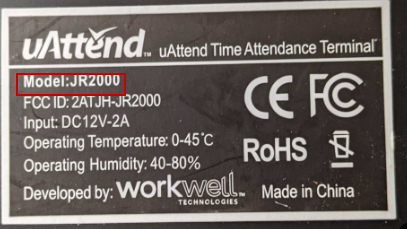 uAttend™ uAttend Time Attendance Terminal
Model:JR2000
FCC ID: 2ATJH-JR2000
Input: DC12V-2A
Operating Temperature: 0-45°C
Operating Humidity: 40-80%
CE FC
RoHS
Developed by: workwell TECHNOLOGIES
Made in China